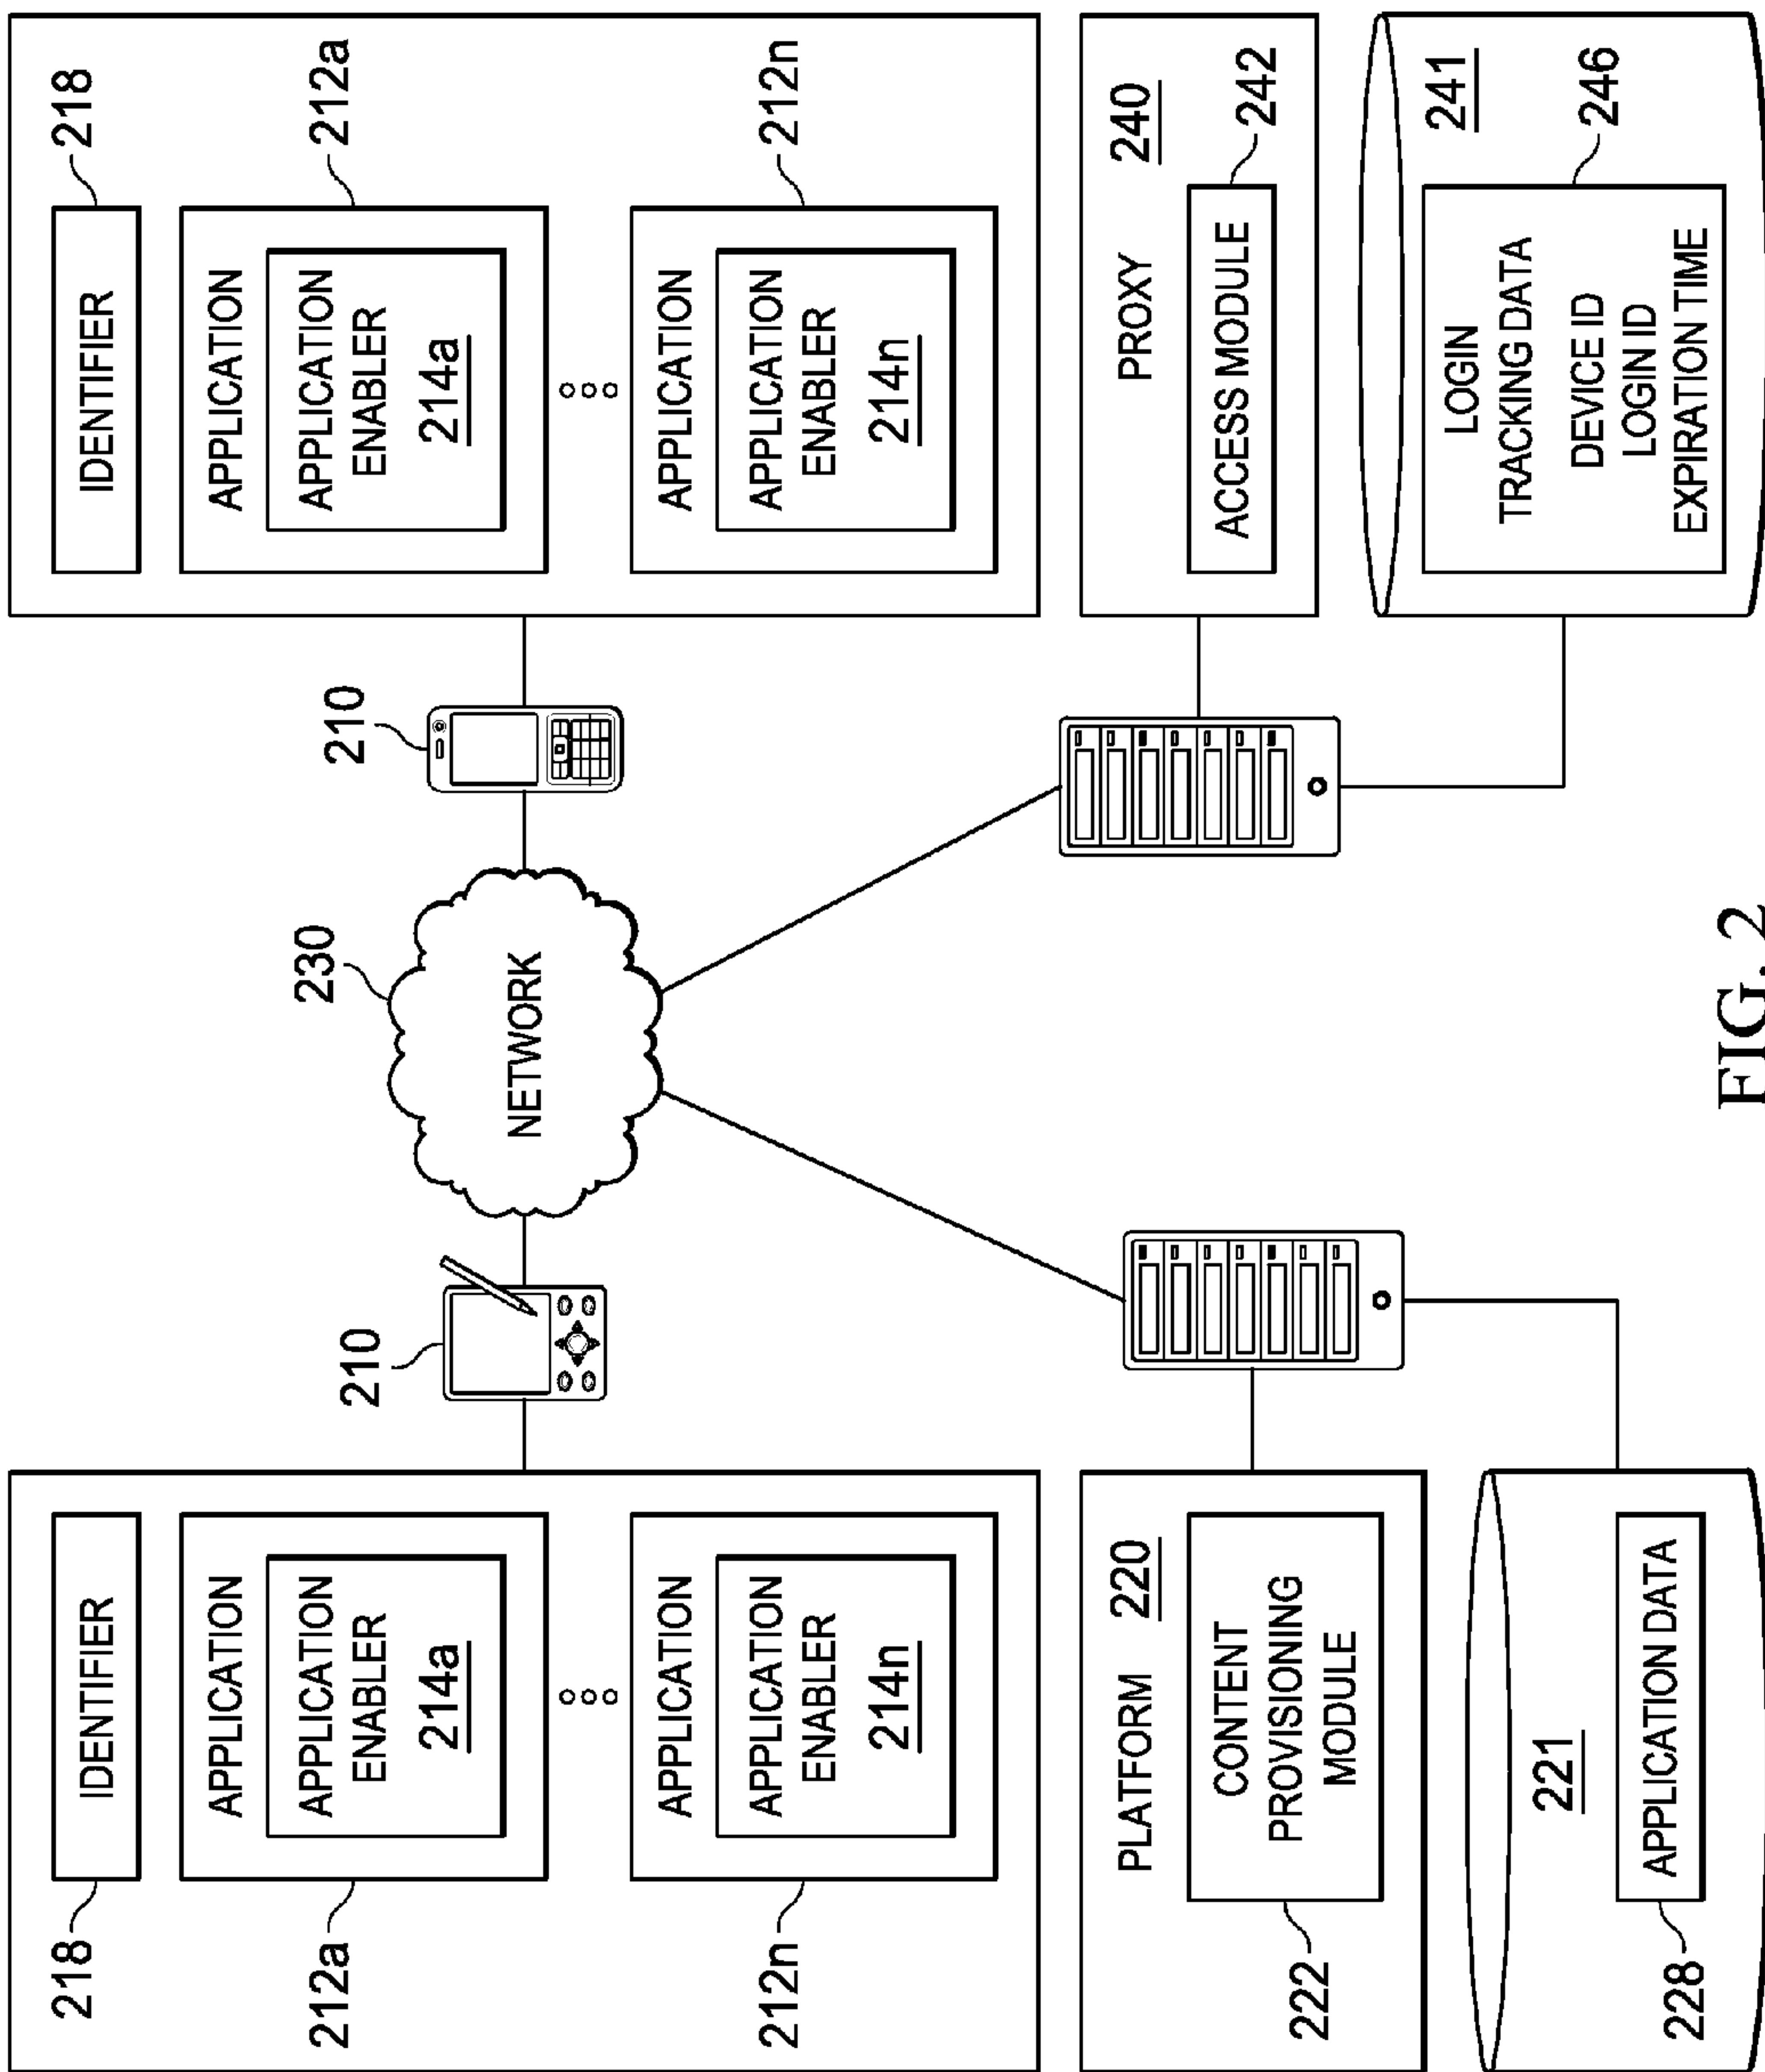 218
IDENTIFIER
212a
APPLICATION
APPLICATION
ENABLER
214a
212n
APPLICATION
APPLICATION
ENABLER
214n
210
230
NETWORK
210
218
IDENTIFIER
212a
APPLICATION
APPLICATION
ENABLER
214a
212n
APPLICATION
APPLICATION
ENABLER
214n
PLATFORM 220
CONTENT
PROVISIONING
MODULE
222
221
APPLICATION DATA
228
PROXY 240
ACCESS MODULE
242
241
LOGIN
TRACKING DATA
DEVICE ID
LOGIN ID
EXPIRATION TIME
246
FIG. 2